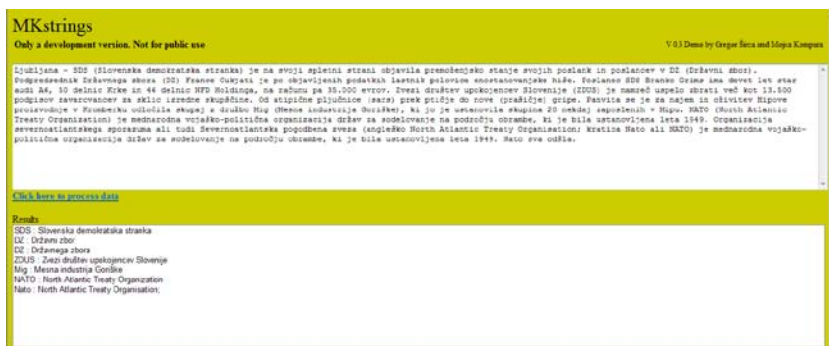 MKstrings
Only a development version. Not for public use
V 0.3 Demo by Gregor Širca and Mojca Kompara
Ljubljana – SDS (Slovenska demokratska stranka) je na svoji spletni strani objavila premoženjsko stanje svojih poslank in poslancev v DZ (Državni zbor).
Podpredsednik Državnega zbora (DZ) France Cukjati je po objavljenih podatkih lastnik polovice enostanovanjske hiše. Poslanec SDS Branko Grims ima devet let star
audi A4, 50 delnic Krke in 46 delnic NFD Holdinga, na računu pa 35.000 evrov. Zvezi društev upokojencev Slovenije (ZDUS) je namreč uspelo zbrati več kot 13.500
podpisov zavarovancev za sklic izredne skupščine. Od atipične pljučnice (sars) prek ptičje do nove (prašičje) gripe. Pasvita se je za najem in oživitev Mipove
proizvodnje v Kromberku odločila skupaj z družbo Mig (Mesna industrija Goriške), ki jo je ustanovila skupina 20 nekdaj zaposlenih v Mipu. NATO (North Atlantic
Treaty Organization) je mednarodna vojaško-politična organizacija držav za sodelovanje na področju obrambe, ki je bila ustanovljena leta 1949. Organizacija
severnoatlantskega sporazuma ali tudi Severnoatlantska pogodbena zveza (angleško North Atlantic Treaty Organisation; kratica Nato ali NATO) je mednarodna vojaško-
politična organizacija držav za sodelovanje na področju obrambe, ki je bila ustanovljena leta 1949. Nato sva odšla.
Click here to process data
Results
SDS : Slovenska demokratska stranka
DZ : Državni zbor
DZ : Državnega zbora
ZDUS : Zvezi društev upokojencev Slovenije
Mig : Mesna industrija Goriške
NATO : North Atlantic Treaty Organization
Nato : North Atlantic Treaty Organisation;